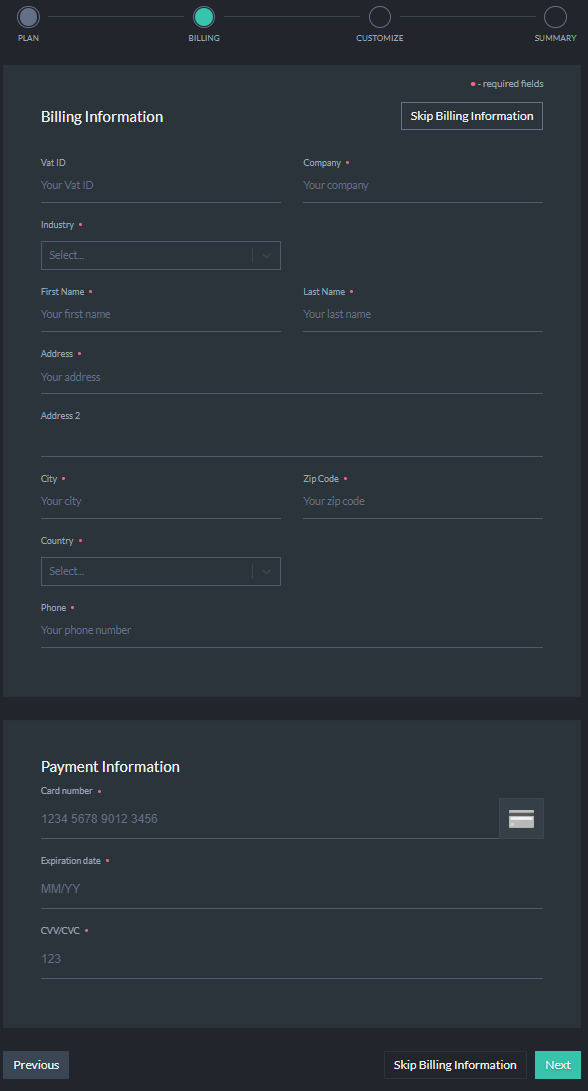 PLAN BILLING CUSTOMIZE SUMMARY
• - required fields
Billing Information Skip Billing Information
Vat ID Company •
Your Vat ID Your company
Industry •
Select...
First Name • Last Name •
Your first name Your last name
Address •
Your address
Address 2
City • Zip Code •
Your city Your zip code
Country •
Select...
Phone •
Your phone number
Payment Information
Card number •
1234 5678 9012 3456
Expiration date •
MM/YY
CVV/CVC •
123
Previous Skip Billing Information Next